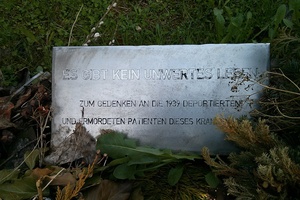 ES GIBT KEIN UNWERTES LEBEN
ZUM GEDENKEN AN DIE 1939 DEPORTIERTEN
UND ERMORDETEN PATIENTEN DIESES